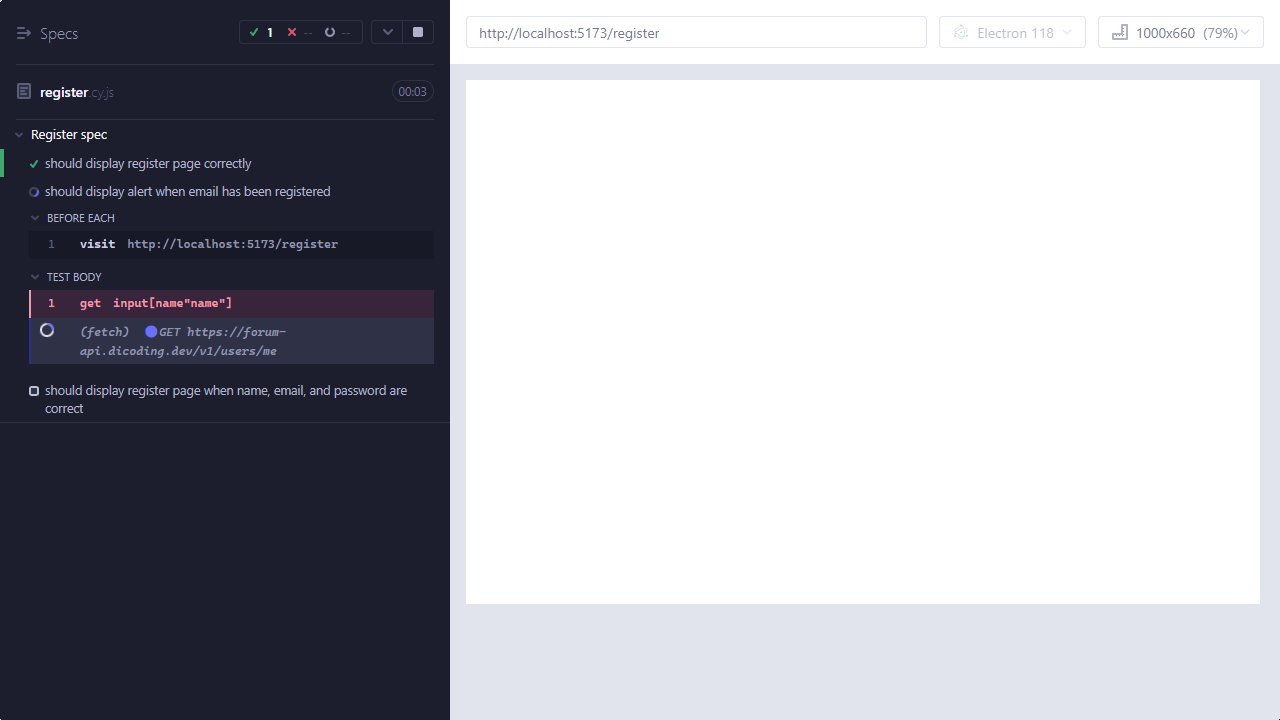 Specs
1 -- --
register.cy.js
00:03
Register spec
should display register page correctly
should display alert when email has been registered
BEFORE EACH
1 visit http://localhost:5173/register
TEST BODY
1 get input[name"name"]
(fetch) GET https://forum-
api.dicoding.dev/v1/users/me
should display register page when name, email, and password are
correct
http://localhost:5173/register
Electron 118
1000x660 (79%)